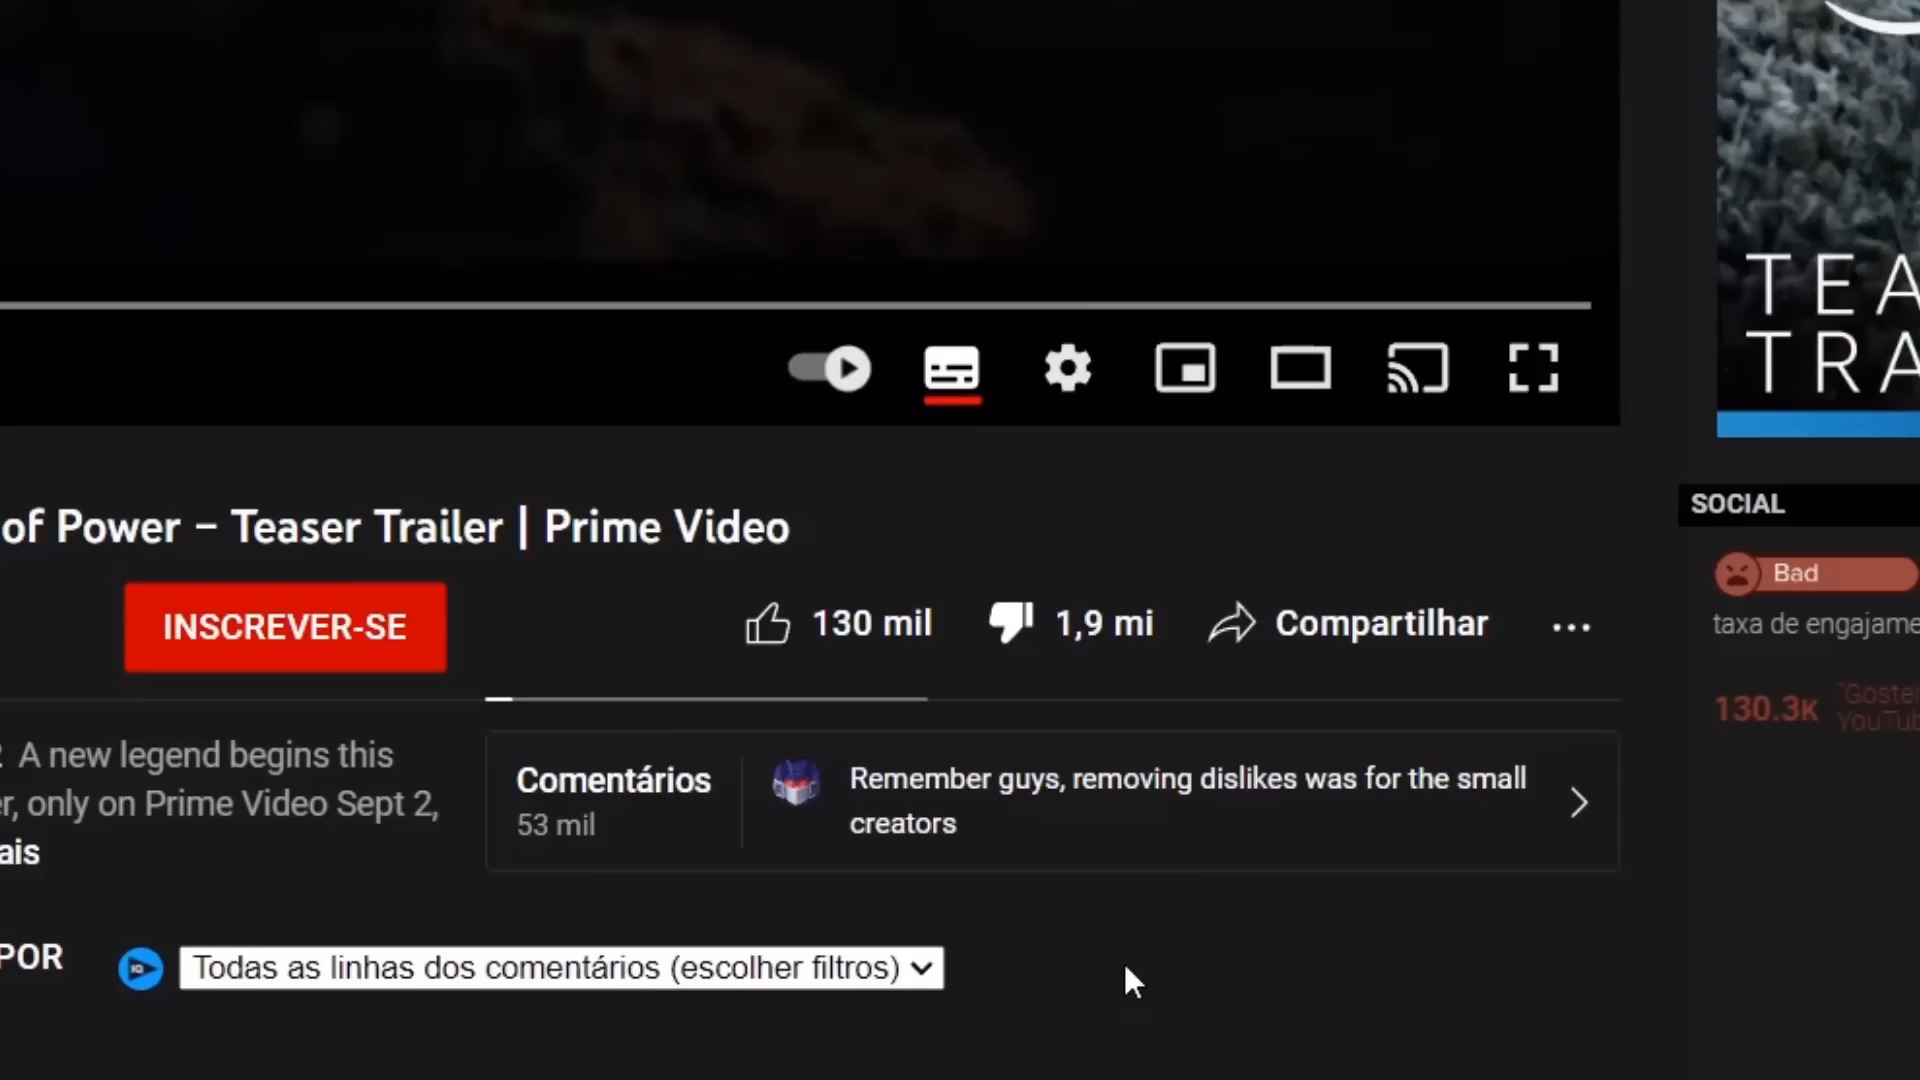 TEA
TRA
of Power – Teaser Trailer | Prime Video
SOCIAL
Bad
INSCREVER-SE
130 mil
1,9 mi
Compartilhar
taxa de engajame
130.3K
"Gostei
YouTub
A new legend begins this
r, only on Prime Video Sept 2,
ais
Comentários
53 mil
Remember guys, removing dislikes was for the small
creators
POR
Todas as linhas dos comentários (escolher filtros)